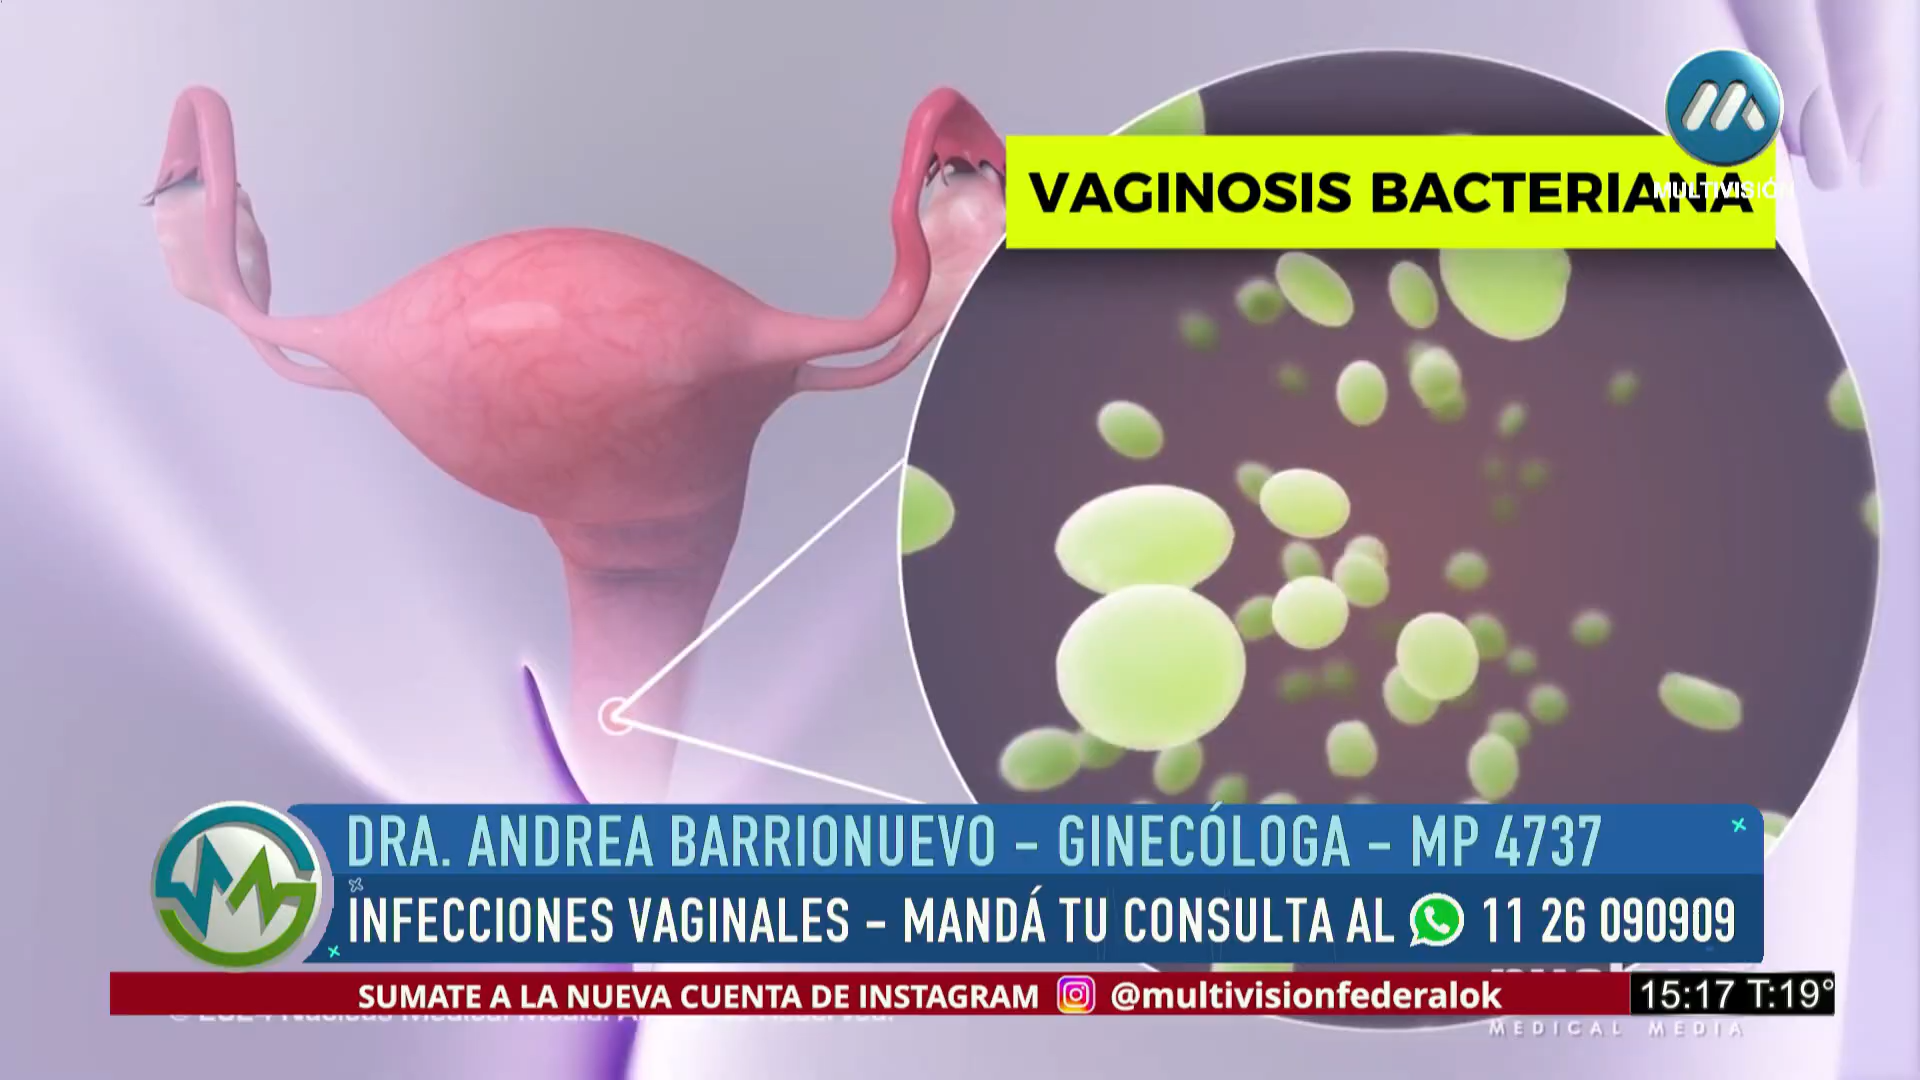 VAGINOSIS BACTERIANA
MULTIVISIÓN
DRA. ANDREA BARRIONUEVO – GINECÓLOGA – MP 4737
INFECCIONES VAGINALES – MANDÁ TU CONSULTA AL 11 26 090909
SUMATE A LA NUEVA CUENTA DE INSTAGRAM @multivisionfederalok
15:17 T:19°
MEDICAL MEDIA